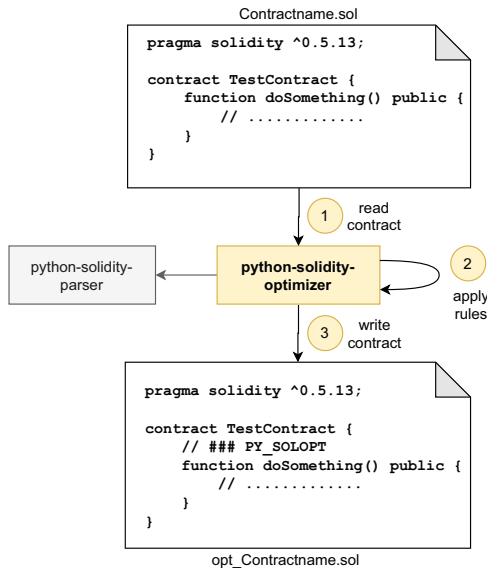 Contractname.sol
pragma solidity ^0.5.13;
contract TestContract {
function doSomething() public {
// .............
}
}
1
read
contract
python-solidity-
parser
python-solidity-
optimizer
2
apply
rules
3
write
contract
pragma solidity ^0.5.13;
contract TestContract {
// ### PY_SOLOPT
function doSomething() public {
// .............
}
}
opt_Contractname.sol